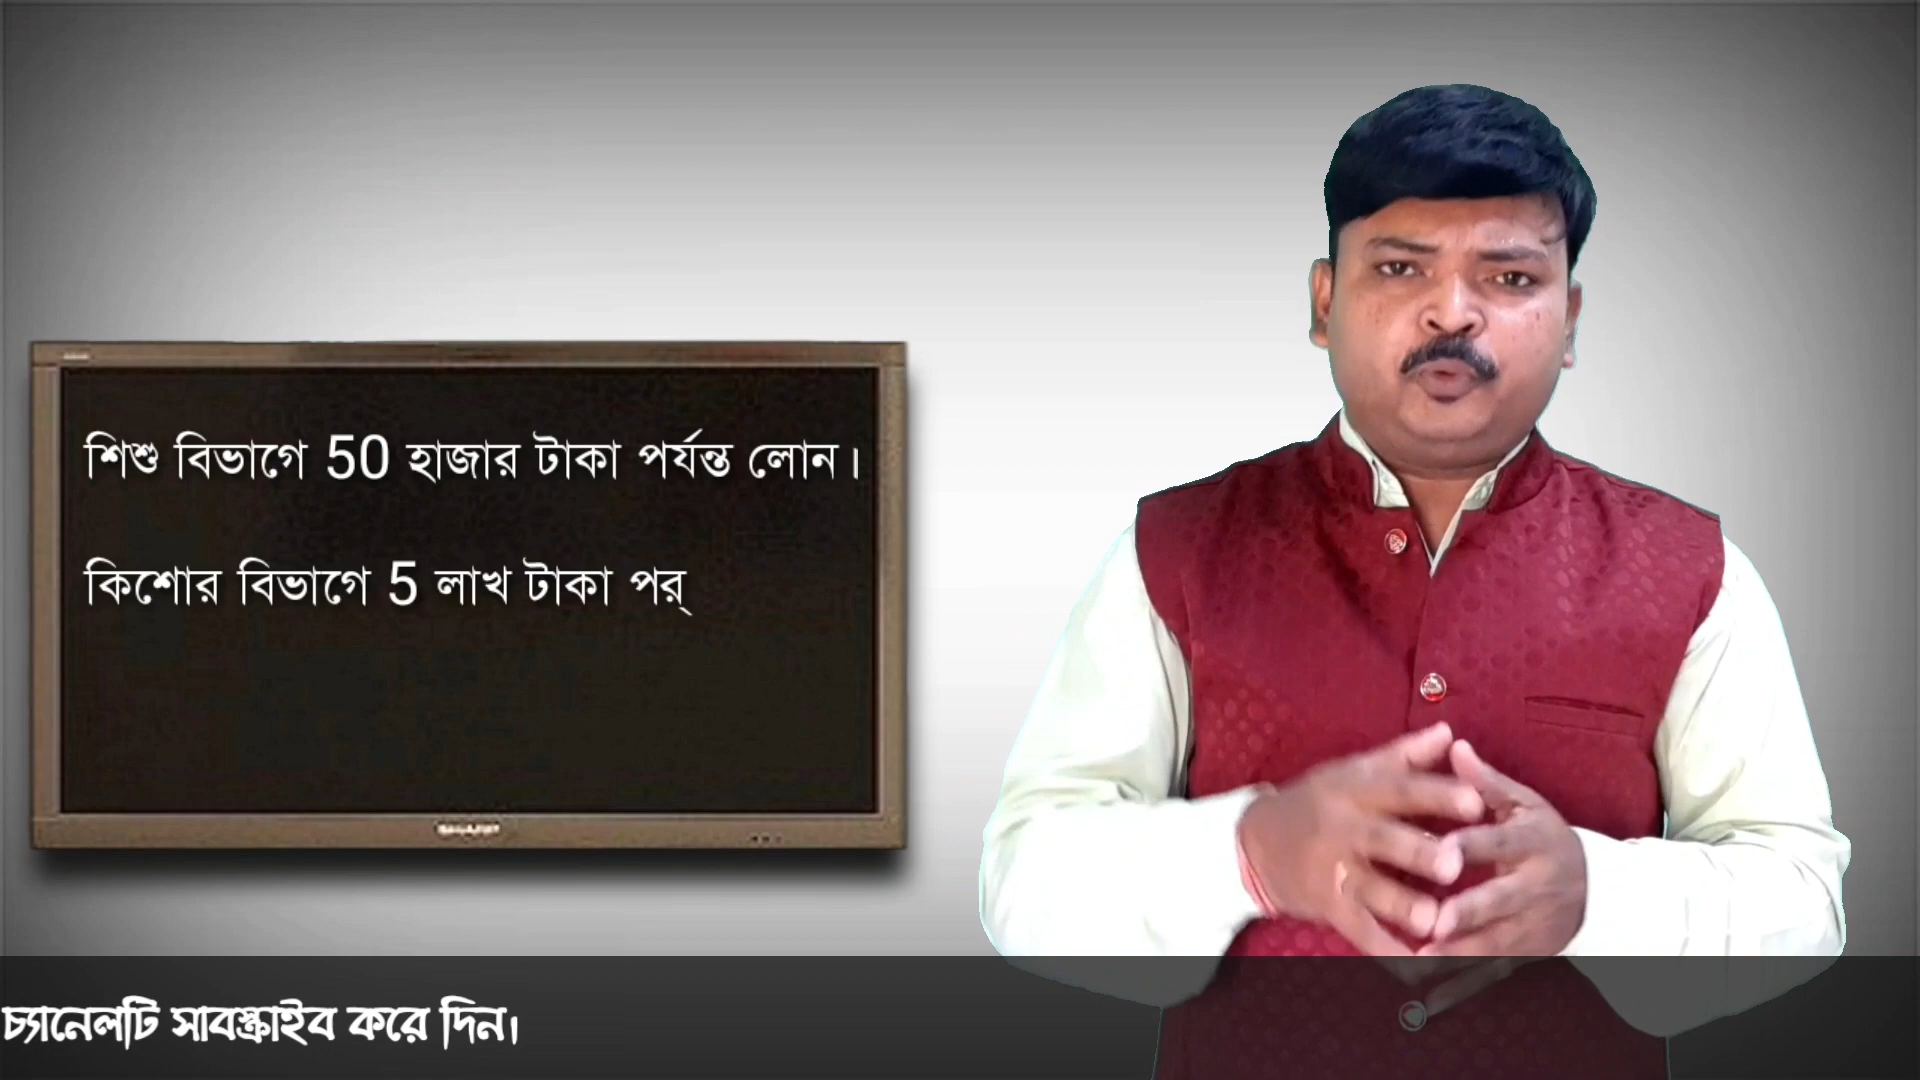 শিশু বিভাগে 50 হাজার টাকা পর্যন্ত লোন।
কিশোর বিভাগে 5 লাখ টাকা পর্
চ্যানেলটি সাবস্ক্রাইব করে দিন।